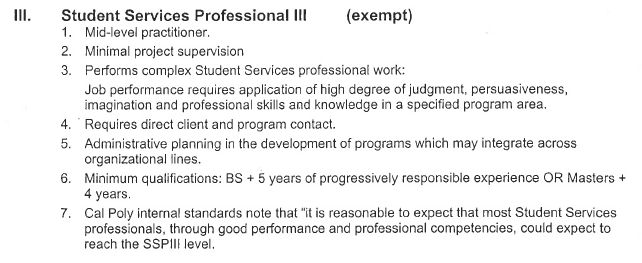 III. Student Services Professional III (exempt)
1. Mid-level practitioner.
2. Minimal project supervision
3. Performs complex Student Services professional work:
Job performance requires application of high degree of judgment, persuasiveness,
imagination and professional skills and knowledge in a specified program area.
4. Requires direct client and program contact.
5. Administrative planning in the development of programs which may integrate across
organizational lines.
6. Minimum qualifications: BS + 5 years of progressively responsible experience OR Masters +
4 years.
7. Cal Poly internal standards note that "it is reasonable to expect that most Student Services
professionals, through good performance and professional competencies, could expect to
reach the SSPIII level.